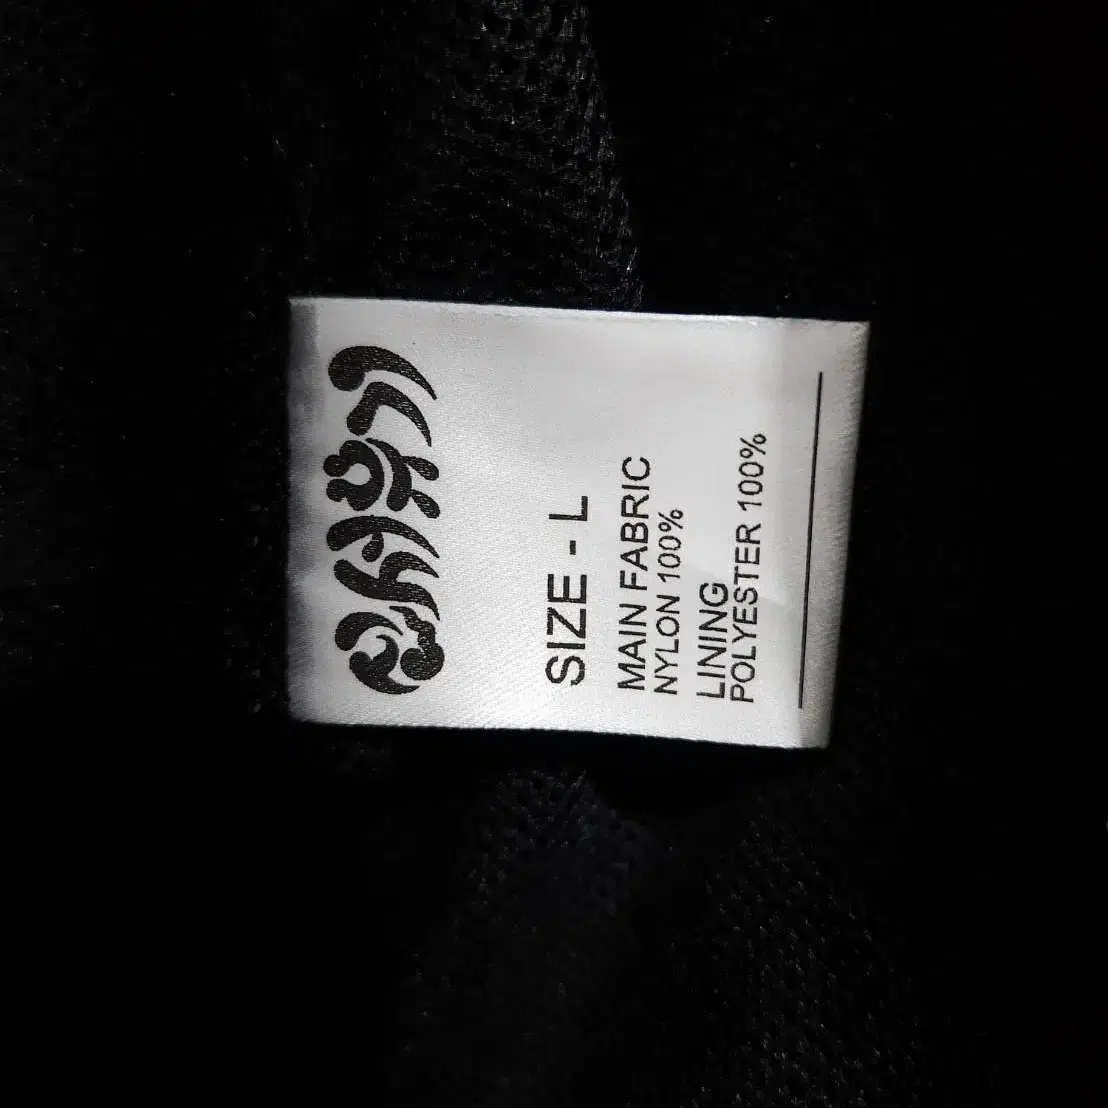 SIZE - L
MAIN FABRIC
NYLON 100%
LINING
POLYESTER 100%